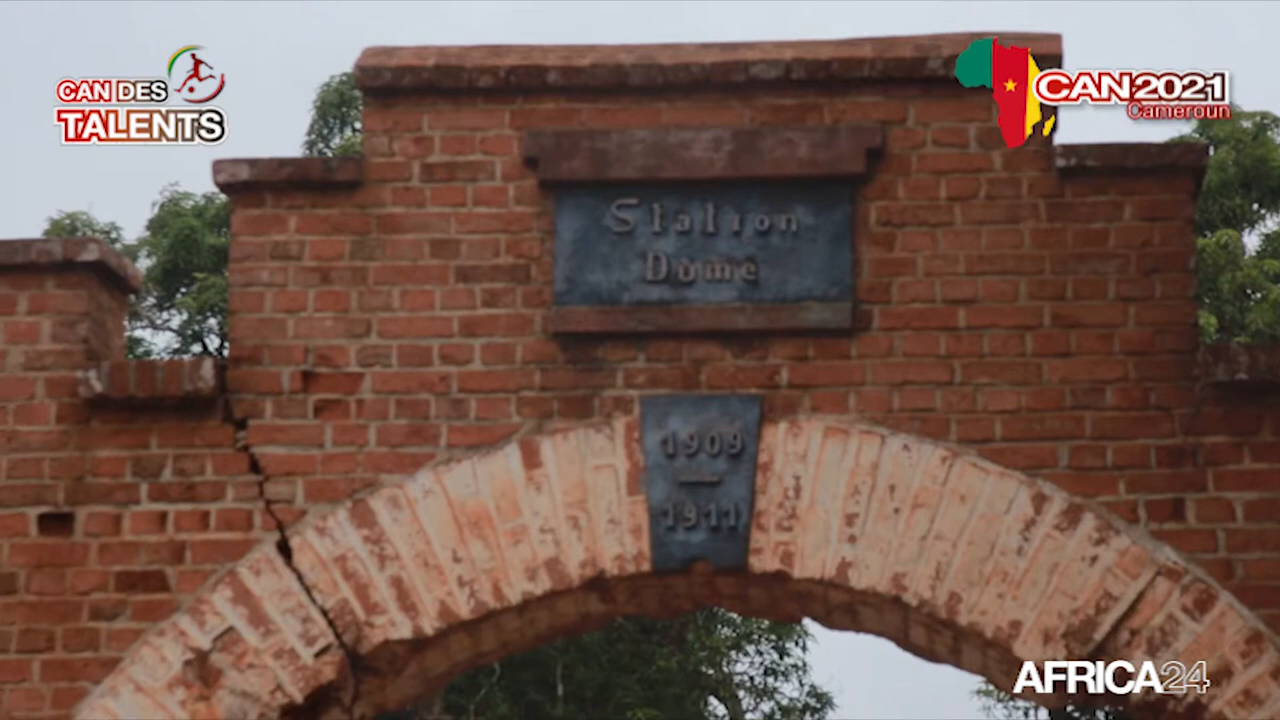 CAN DES
TALENTS
CAN2021
Cameroun
Station
Dume
1909
1911
AFRICA24